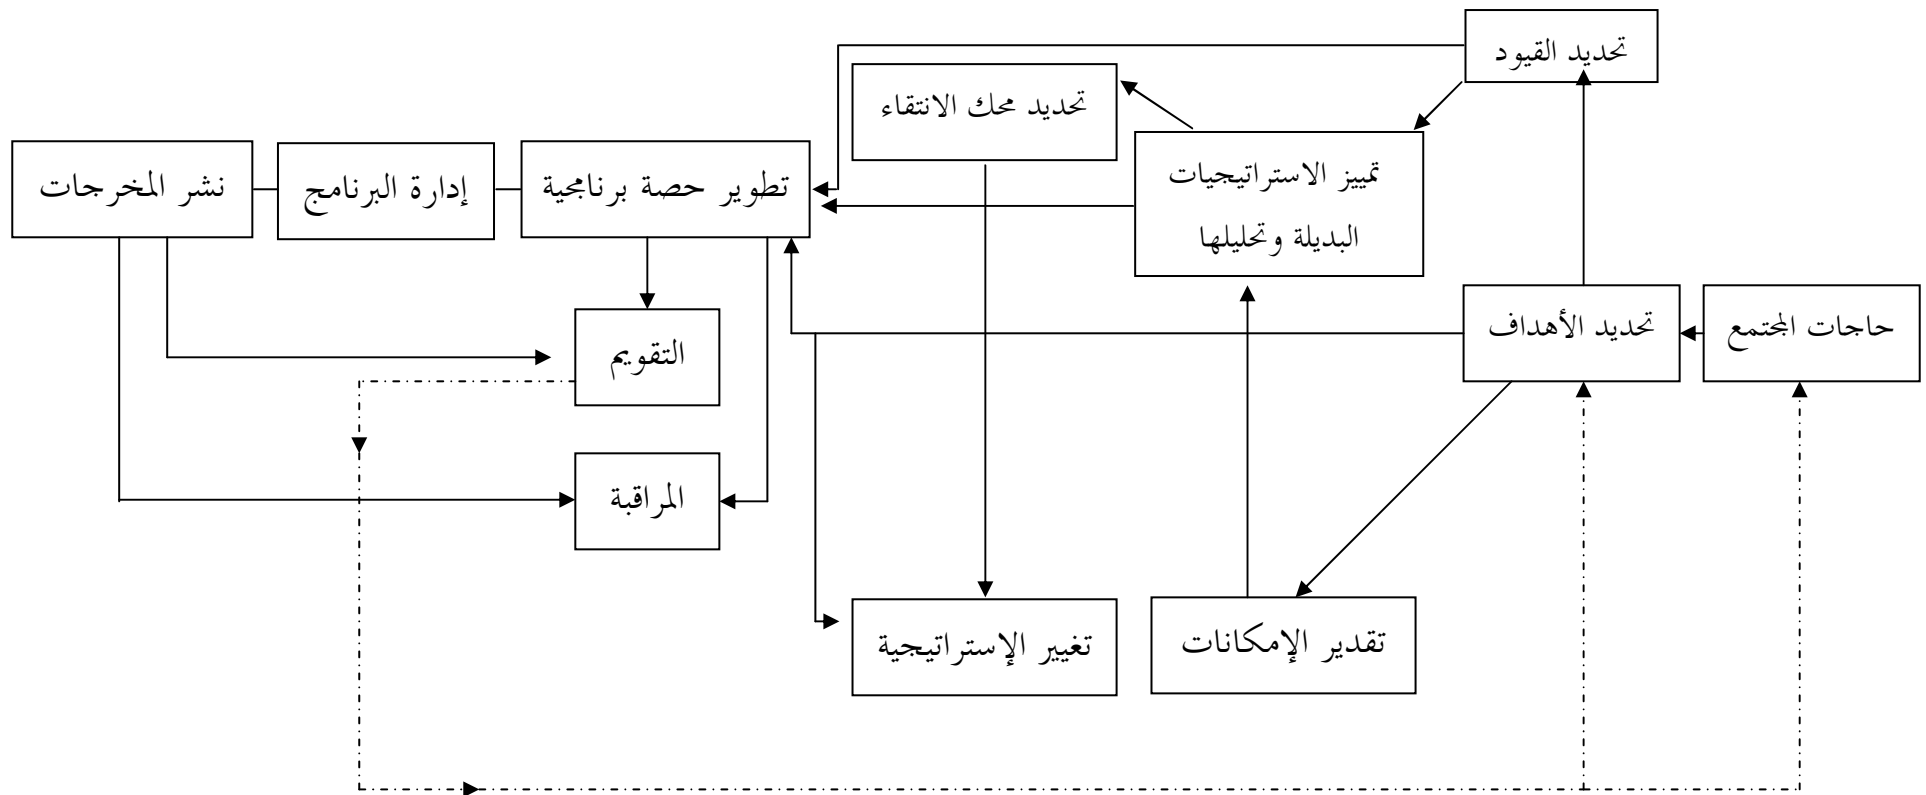 تحديد القيود
تحديد محك الانتقاء
تمييز الاستراتيجيات
البديلة وتحليلها
تطوير حصة برنامجية
إدارة البرنامج
نشر المخرجات
حاجات المجتمع
تحديد الأهداف
التقويم
المراقبة
تقدير الإمكانات
تغيير الإستراتيجية